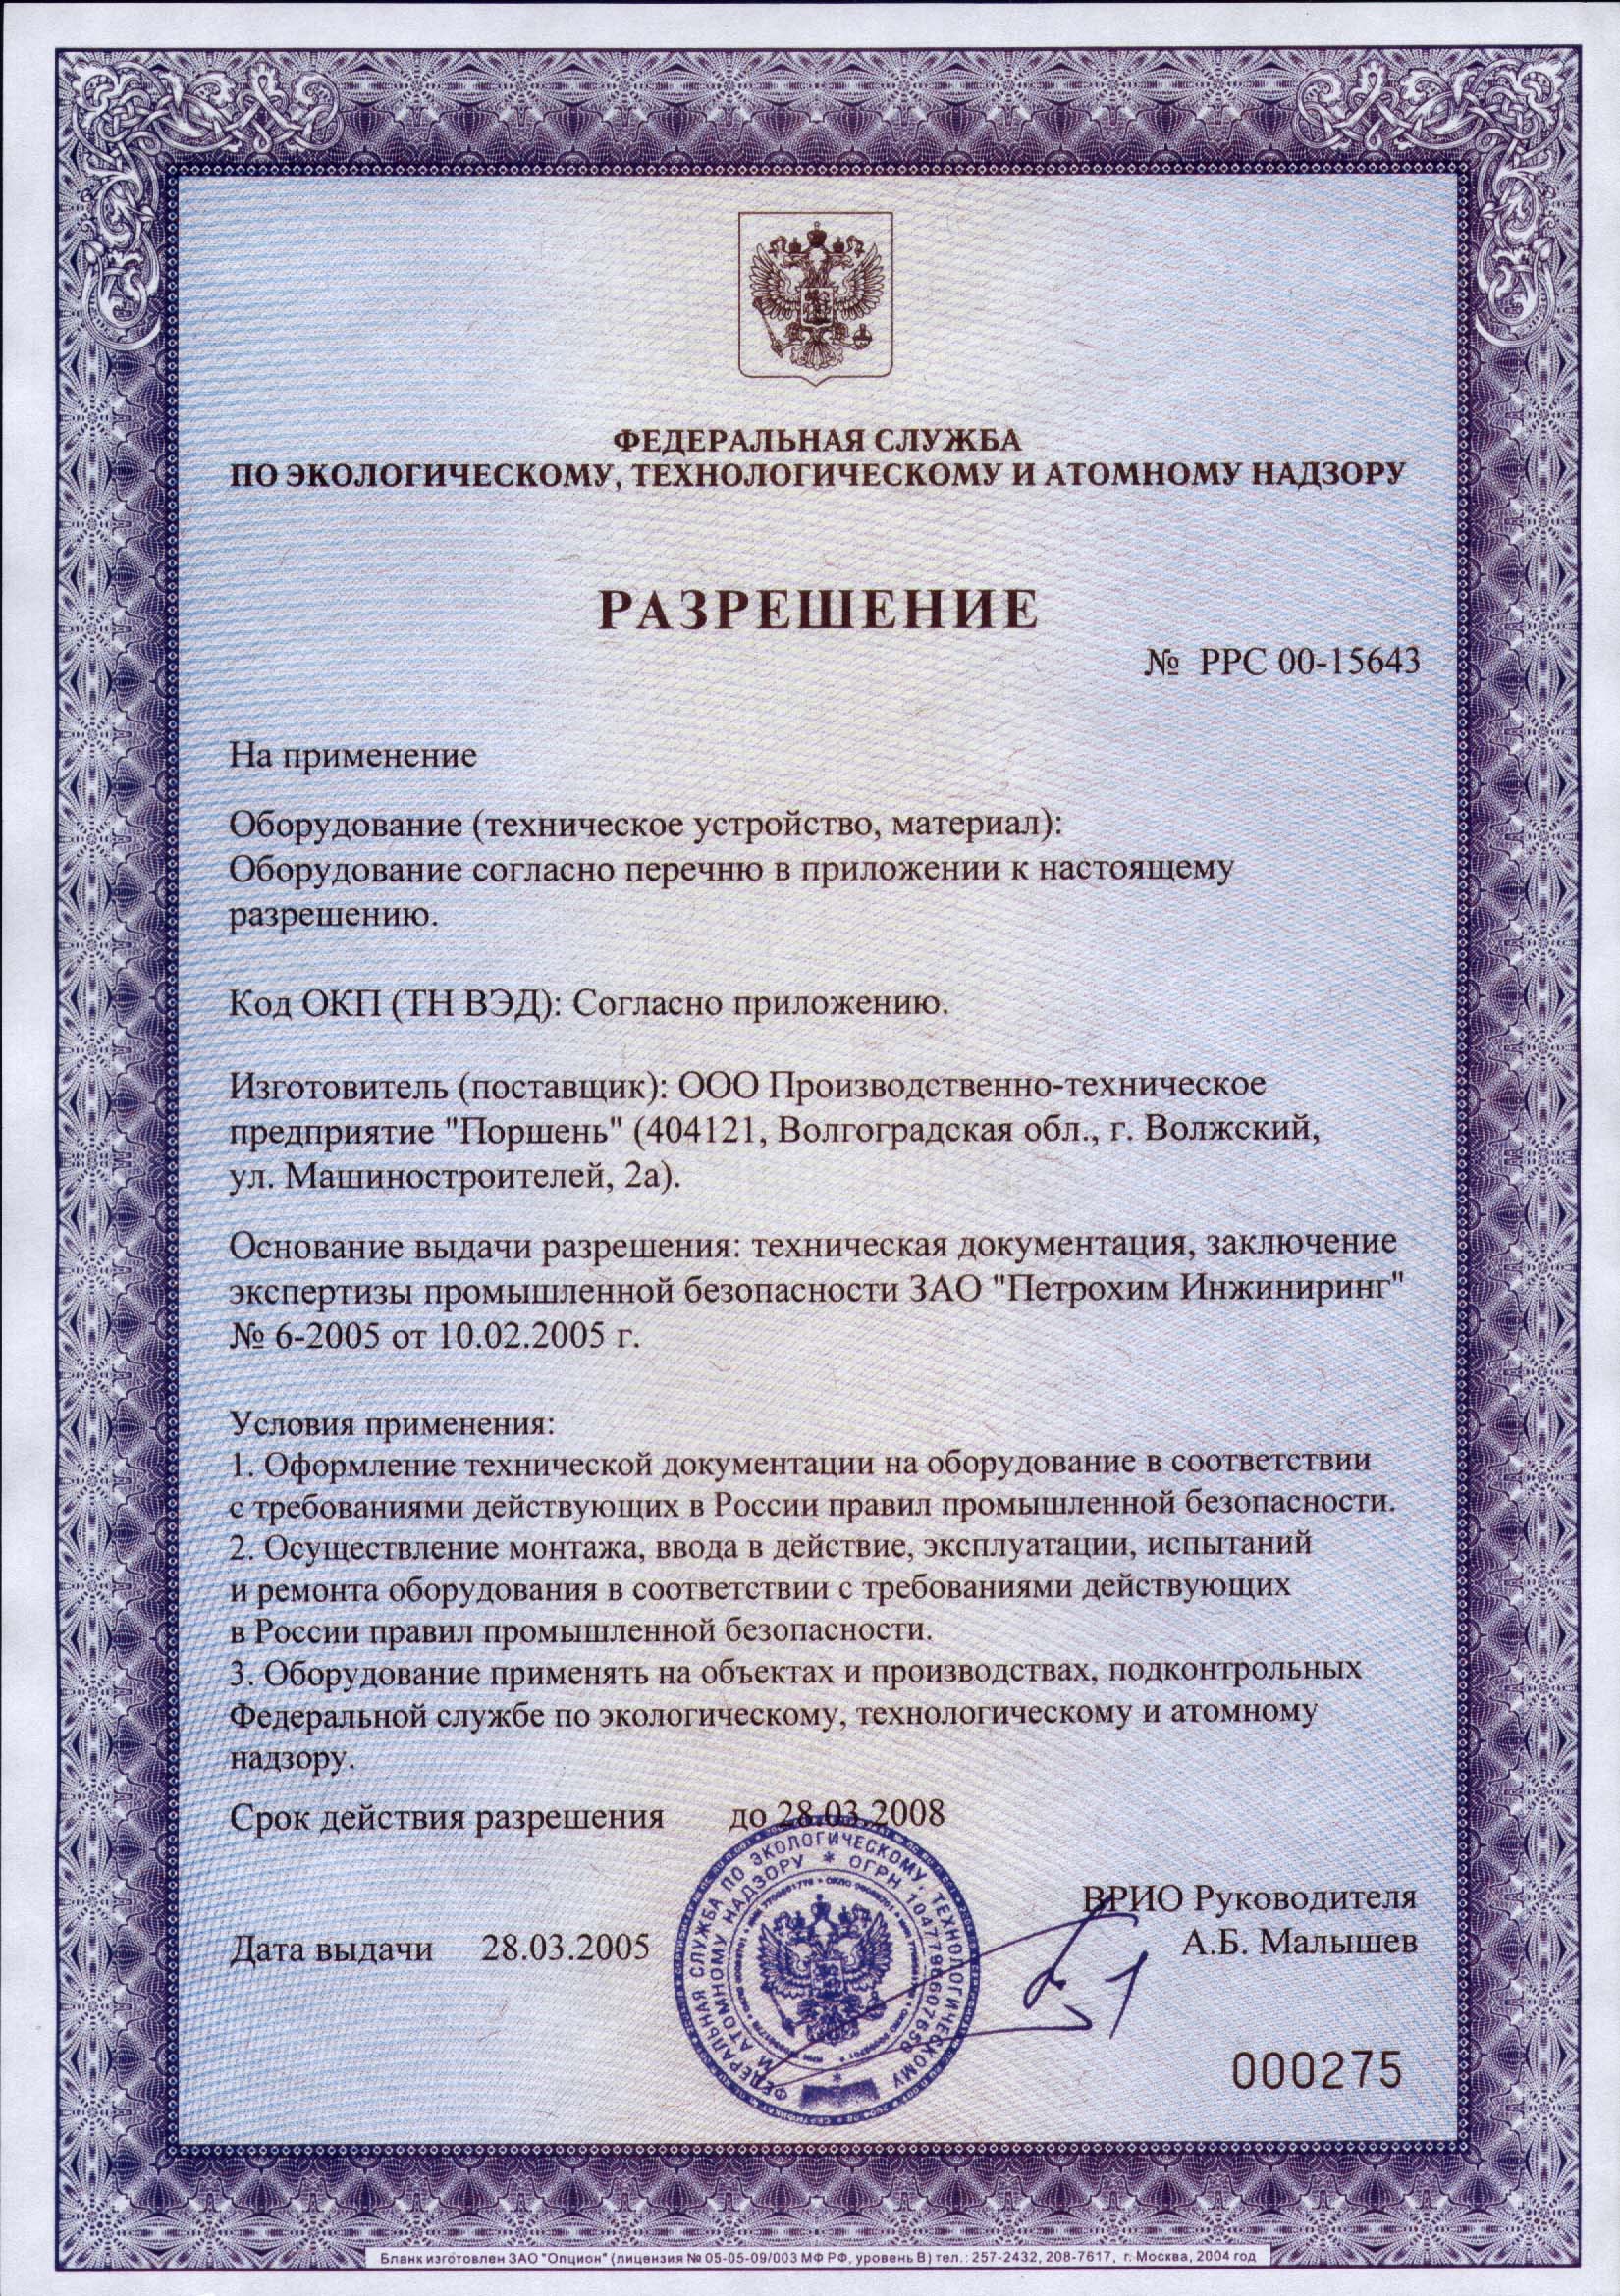 ФЕДЕРАЛЬНАЯ СЛУЖБА
ПО ЭКОЛОГИЧЕСКОМУ, ТЕХНОЛОГИЧЕСКОМУ И АТОМНОМУ НАДЗОРУ
РАЗРЕШЕНИЕ
№ РРС 00-15643
На применение
Оборудование (техническое устройство, материал):
Оборудование согласно перечню в приложении к настоящему
разрешению.
Код ОКП (ТН ВЭД): Согласно приложению.
Изготовитель (поставщик): ООО Производственно-техническое
предприятие "Поршень" (404121, Волгоградская обл., г. Волжский,
ул. Машиностроителей, 2а).
Основание выдачи разрешения: техническая документация, заключение
экспертизы промышленной безопасности ЗАО "Петрохим Инжиниринг"
№ 6-2005 от 10.02.2005 г.
Условия применения:
1. Оформление технической документации на оборудование в соответствии
с требованиями действующих в России правил промышленной безопасности.
2. Осуществление монтажа, ввода в действие, эксплуатации, испытаний
и ремонта оборудования в соответствии с требованиями действующих
в России правил промышленной безопасности.
3. Оборудование применять на объектах и производствах, подконтрольных
Федеральной службе по экологическому, технологическому и атомному
надзору.
Срок действия разрешения до 28.03.2008
ФЕДЕРАЛЬНАЯ СЛУЖБА ПО ЭКОЛОГИЧЕСКОМУ, ТЕХНОЛОГИЧЕСКОМУ
И АТОМНОМУ НАДЗОРУ * ОГРН 1047796607650 *
ВРИО Руководителя
Дата выдачи 28.03.2005
А.Б. Малышев
000275
Бланк изготовлен ЗАО "Опцион" (лицензия № 05-05-09/003 МФ РФ, уровень В) тел.: 257-2432, 208-7617, г. Москва, 2004 год